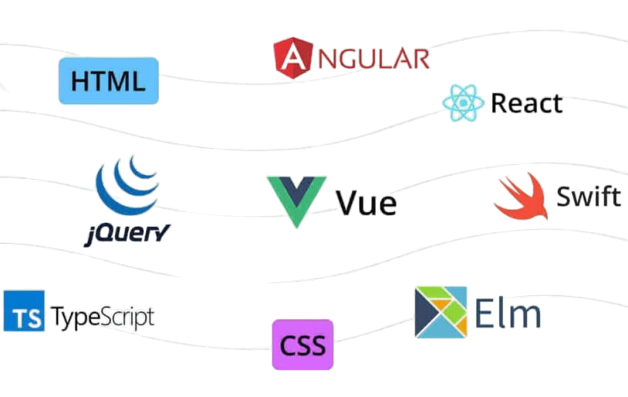 HTML
ANGULAR
React
jQuery
Vue
Swift
TS TypeScript
Elm
CSS